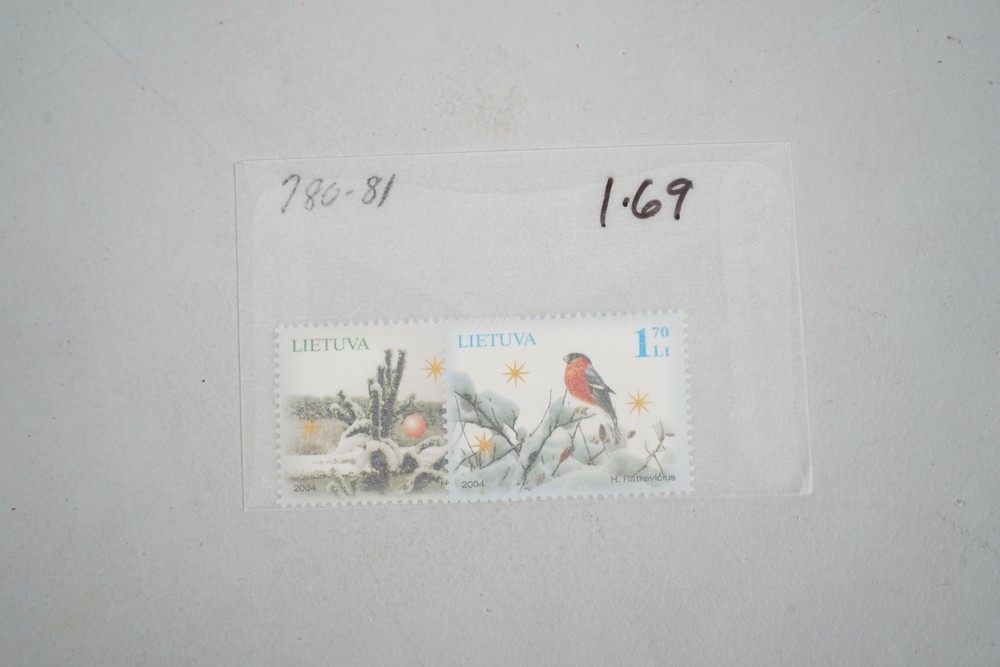 780-81
1.69
LIETUVA
2004
LIETUVA
1 70 Lt
2004
H. Ratkevičius